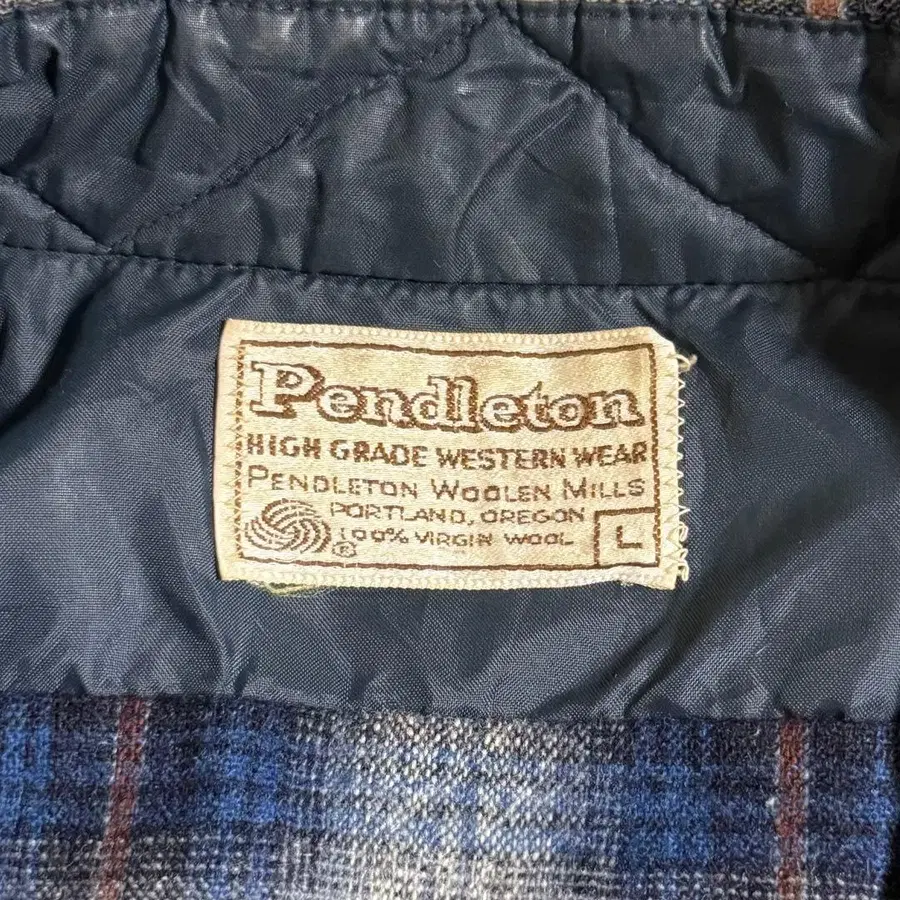 Pendleton
HIGH GRADE WESTERN WEAR
PENDLETON WOOLEN MILLS
PORTLAND, OREGON
100% VIRGIN WOOL
®
L